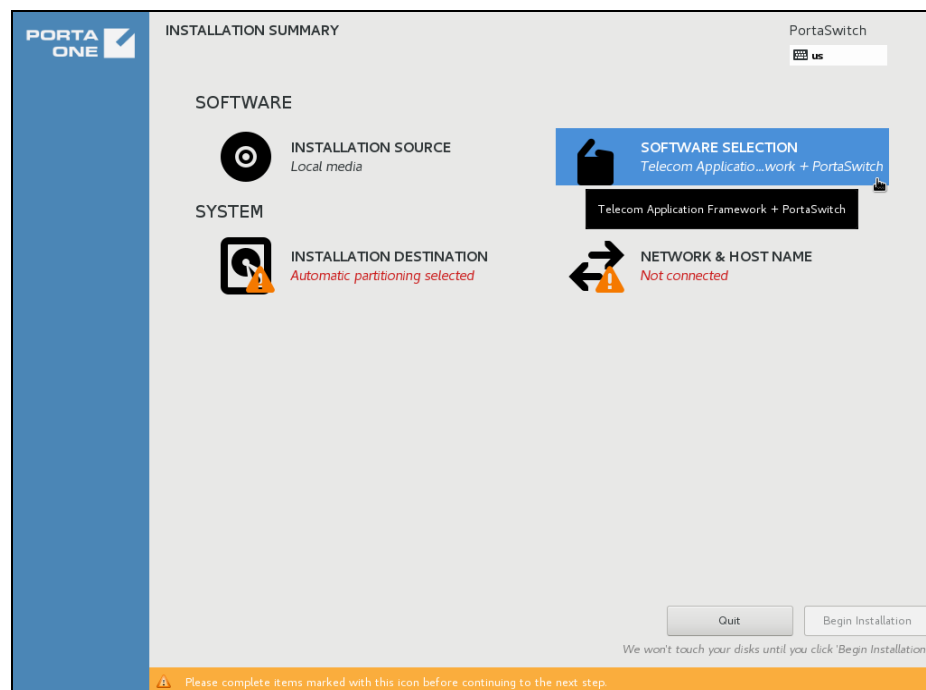 PORTA
ONE
INSTALLATION SUMMARY
PortaSwitch
us
SOFTWARE
INSTALLATION SOURCE
Local media
SOFTWARE SELECTION
Telecom Applicatio...work + PortaSwitch
Telecom Application Framework + PortaSwitch
SYSTEM
INSTALLATION DESTINATION
Automatic partitioning selected
NETWORK & HOST NAME
Not connected
Quit
Begin Installation
We won't touch your disks until you click 'Begin Installation
Please complete items marked with this icon before continuing to the next step.